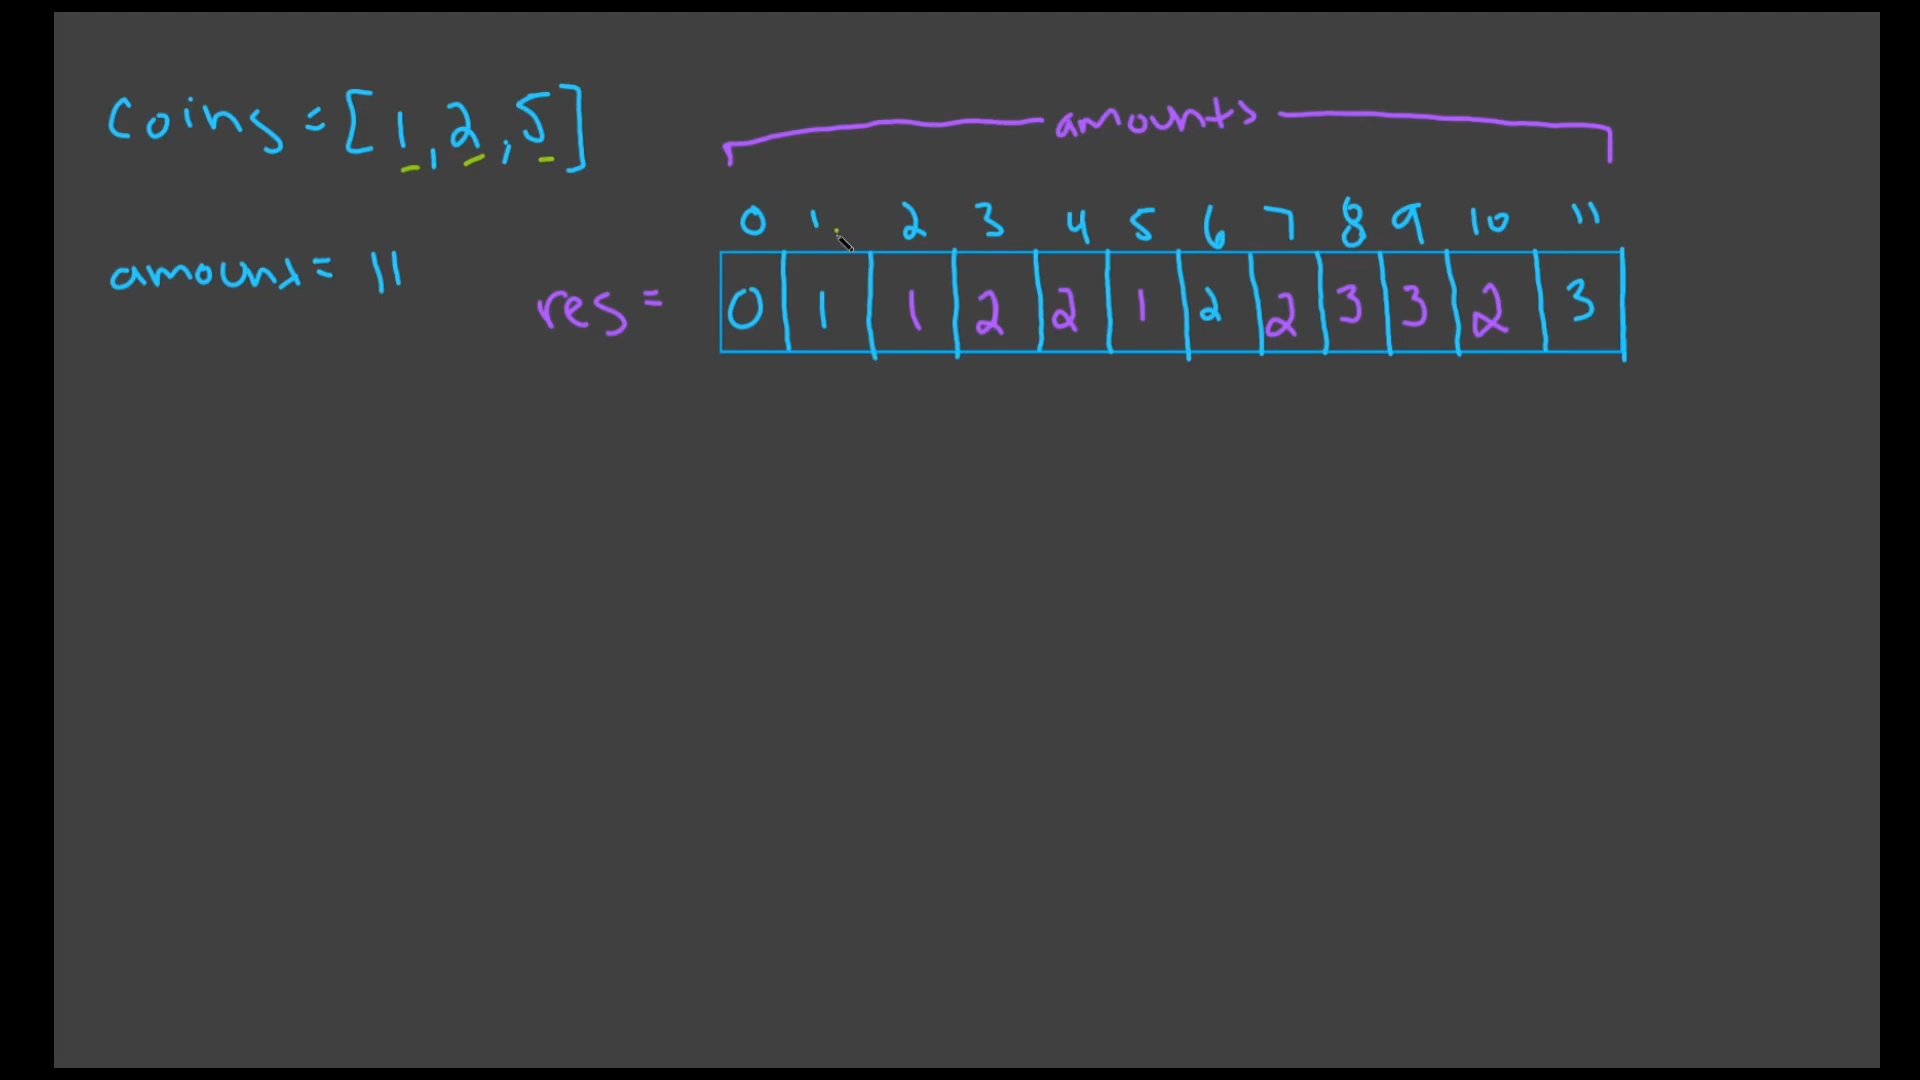 coins = [1, 2, 5]
amounts
0 1 2 3 4 5 6 7 8 9 10 11
amount = 11
res = 0 1 1 2 2 1 2 2 3 3 2 3